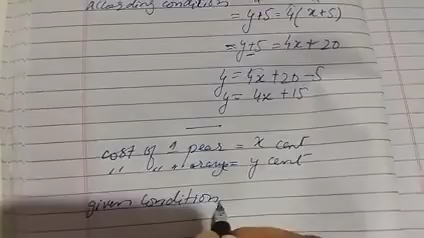 according condition
= y+5 = 4(x+5)
= y+5 = 4x+20
y = 4x+20-5
y = 4x+15
cost of 1 pear = x cent
" " " orange = y cent
given condition